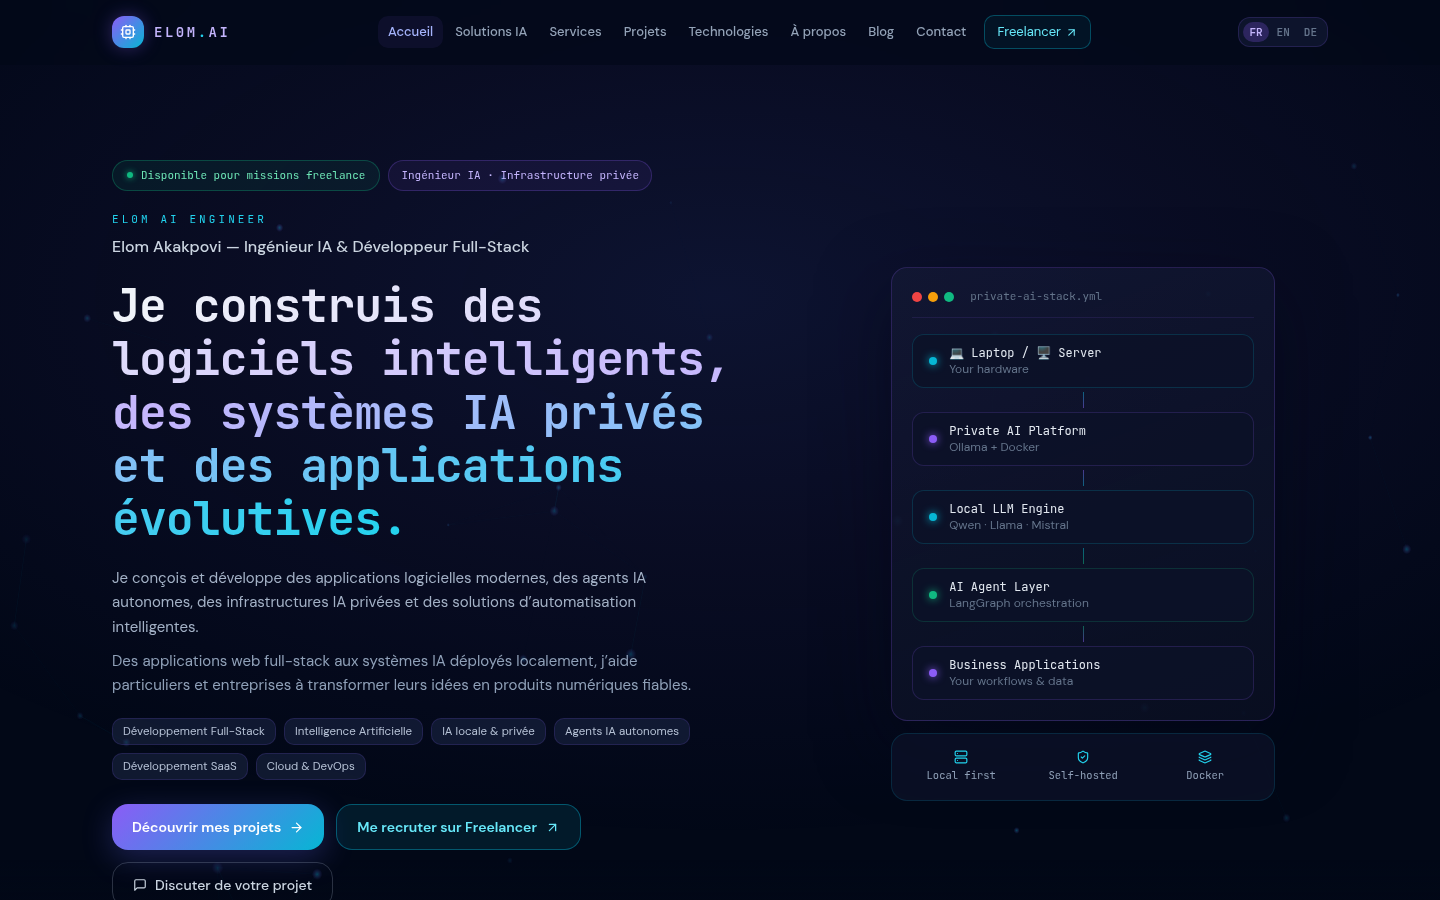 ELOM.AI
Accueil
Solutions IA
Services
Projets
Technologies
À propos
Blog
Contact
Freelancer
FR
EN
DE
Disponible pour missions freelance
Ingénieur IA · Infrastructure privée
ELOM AI ENGINEER
Elom Akakpovi — Ingénieur IA & Développeur Full-Stack
Je construis des
logiciels intelligents,
des systèmes IA privés
et des applications
évolutives.
Je conçois et développe des applications logicielles modernes, des agents IA
autonomes, des infrastructures IA privées et des solutions d’automatisation
intelligentes.
Des applications web full-stack aux systèmes IA déployés localement, j’aide
particuliers et entreprises à transformer leurs idées en produits numériques fiables.
Développement Full-Stack
Intelligence Artificielle
IA locale & privée
Agents IA autonomes
Développement SaaS
Cloud & DevOps
Découvrir mes projets
Me recruter sur Freelancer
Discuter de votre projet
private-ai-stack.yml
💻 Laptop / 🖥️ Server
Your hardware
Private AI Platform
Ollama + Docker
Local LLM Engine
Qwen · Llama · Mistral
AI Agent Layer
LangGraph orchestration
Business Applications
Your workflows & data
Local first
Self-hosted
Docker